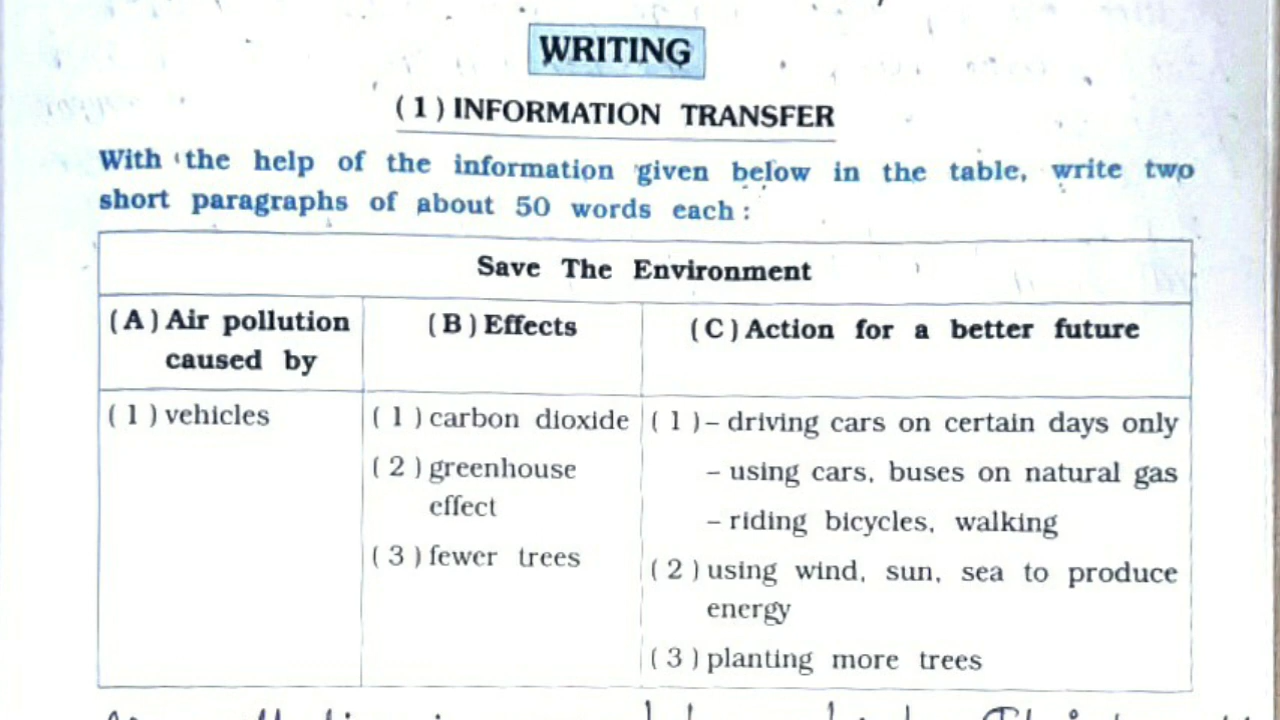 WRITING
( 1 ) INFORMATION TRANSFER
With the help of the information given below in the table, write two
short paragraphs of about 50 words each :
Save The Environment
( A ) Air pollution
caused by
( B ) Effects
( C ) Action for a better future
( 1 ) vehicles
( 1 ) carbon dioxide
( 2 ) greenhouse
effect
( 3 ) fewer trees
( 1 ) – driving cars on certain days only
– using cars, buses on natural gas
– riding bicycles, walking
( 2 ) using wind, sun, sea to produce
energy
( 3 ) planting more trees